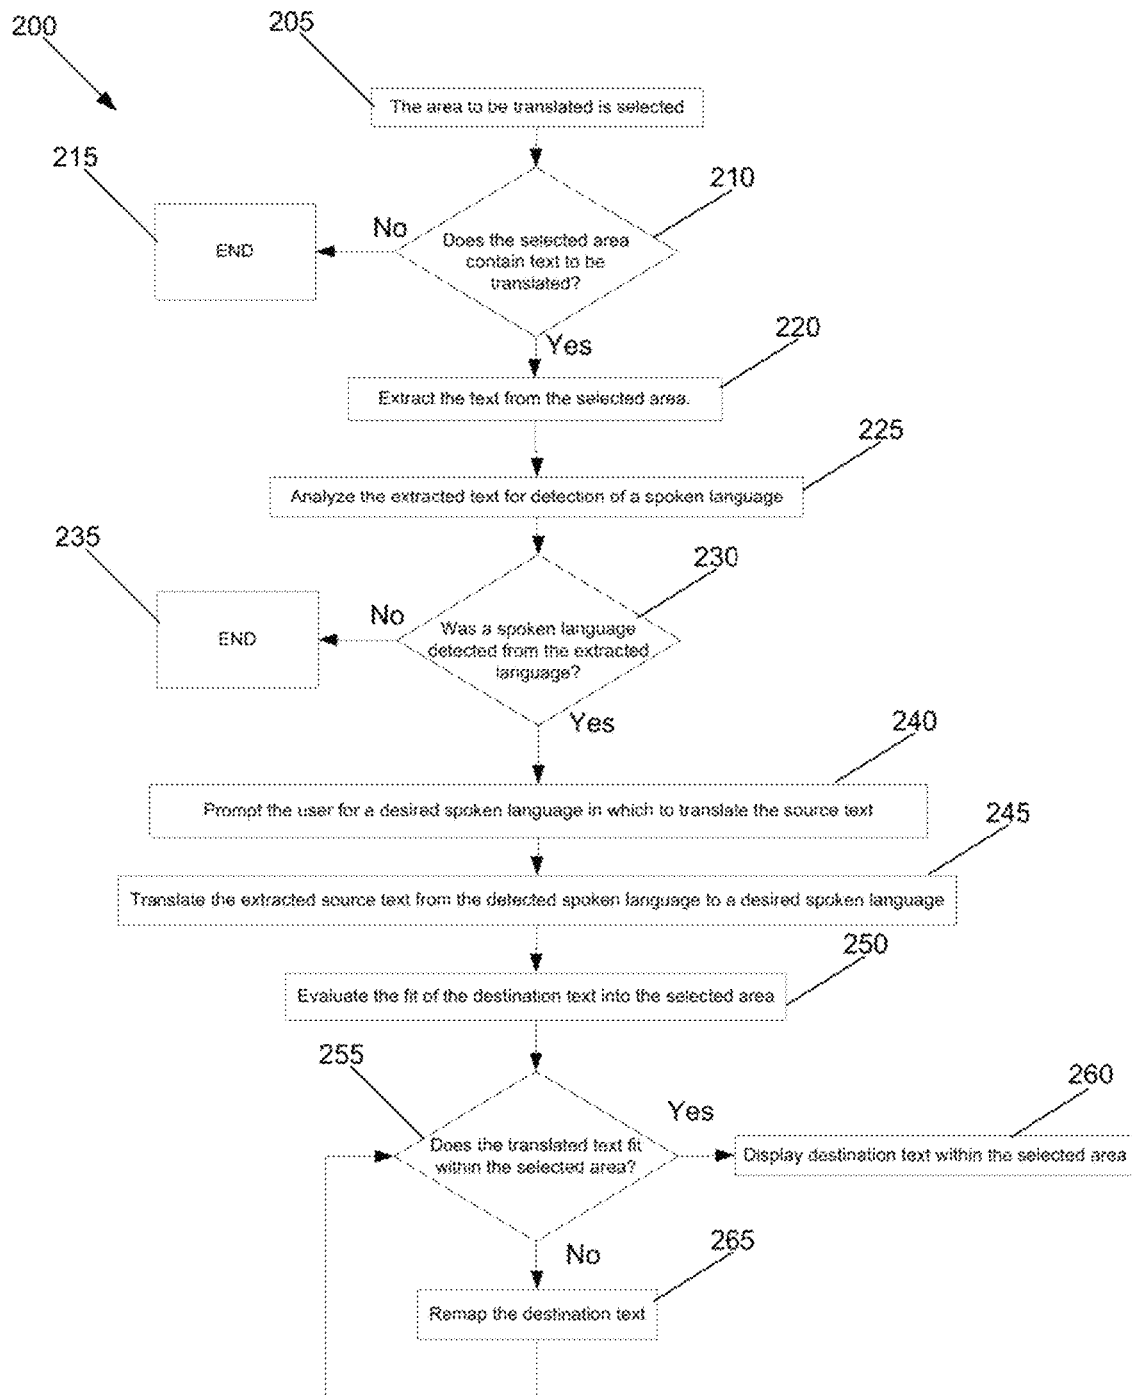 200
205
The area to be translated is selected
215
210
No
END
Does the selected area
contain text to be
translated?
Yes
220
Extract the text from the selected area.
225
Analyze the extracted text for detection of a spoken language
235
230
No
END
Was a spoken language
detected from the extracted
language?
Yes
240
Prompt the user for a desired spoken language in which to translate the source text
245
Translate the extracted source text from the detected spoken language to a desired spoken language
250
Evaluate the fit of the destination text into the selected area
255
260
Yes
Does the translated text fit
within the selected area?
Display destination text within the selected area
No
265
Remap the destination text